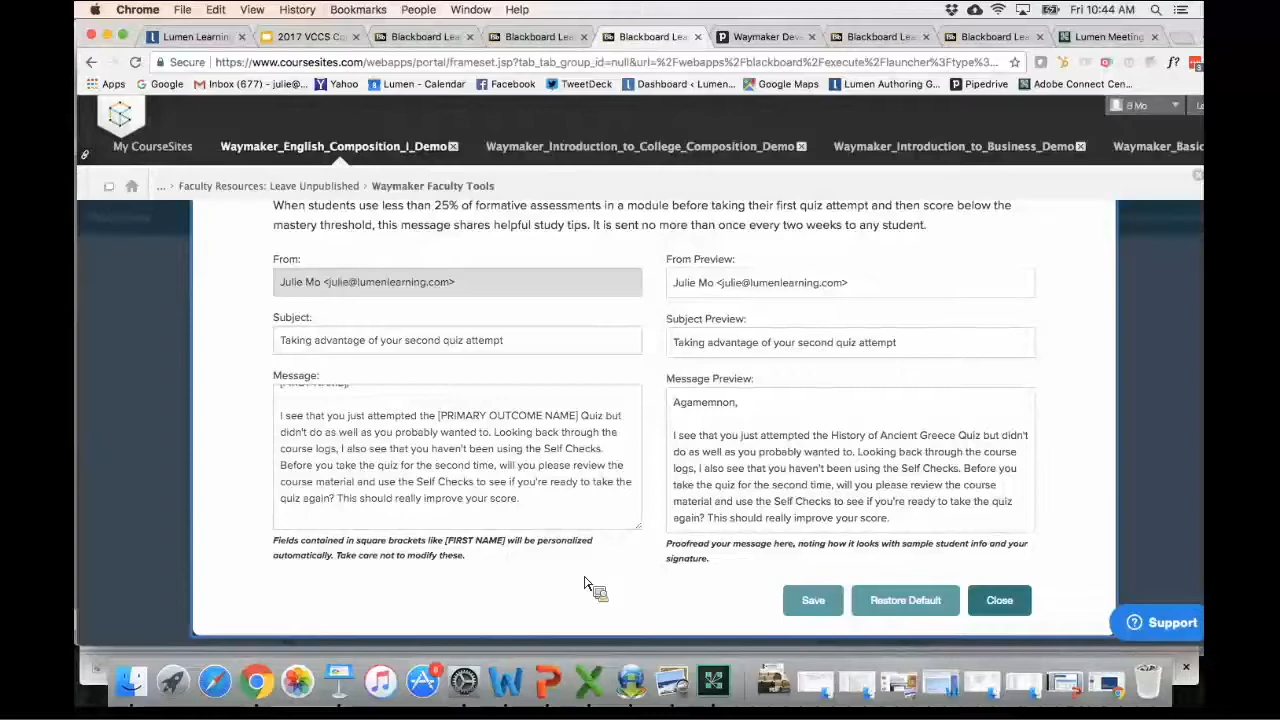 Chrome File Edit View History Bookmarks People Window Help Fri 10:44 AM
Lumen Learning 2017 VCCS Co Blackboard Lea Blackboard Lea Blackboard Lea Waymaker Deva Blackboard Lea Blackboard Lea Lumen Meeting
Secure https://www.coursesites.com/webapps/portal/frameset.jsp?tab_tab_group_id=null&url=%2Fwebapps%2Fblackboard%2Fexecute%2Flauncher%3Ftype%3...
Apps Google Inbox (677) - julie@... Yahoo Lumen - Calendar Facebook TweetDeck Dashboard ‹ Lumen... Google Maps Lumen Authoring G... Pipedrive Adobe Connect Cen...
My CourseSites Waymaker_English_Composition_I_Demo Waymaker_Introduction_to_College_Composition_Demo Waymaker_Introduction_to_Business_Demo Waymaker_Basic
... › Faculty Resources: Leave Unpublished › Waymaker Faculty Tools
When students use less than 25% of formative assessments in a module before taking their first quiz attempt and then score below the
mastery threshold, this message shares helpful study tips. It is sent no more than once every two weeks to any student.
From:
Julie Mo <julie@lumenlearning.com>
Subject:
Taking advantage of your second quiz attempt
Message:
I see that you just attempted the [PRIMARY OUTCOME NAME] Quiz but
didn't do as well as you probably wanted to. Looking back through the
course logs, I also see that you haven't been using the Self Checks.
Before you take the quiz for the second time, will you please review the
course material and use the Self Checks to see if you're ready to take the
quiz again? This should really improve your score.
Fields contained in square brackets like [FIRST NAME] will be personalized
automatically. Take care not to modify these.
From Preview:
Julie Mo <julie@lumenlearning.com>
Subject Preview:
Taking advantage of your second quiz attempt
Message Preview:
Agamemnon,
I see that you just attempted the History of Ancient Greece Quiz but didn't
do as well as you probably wanted to. Looking back through the course
logs, I also see that you haven't been using the Self Checks. Before you
take the quiz for the second time, will you please review the course
material and use the Self Checks to see if you're ready to take the quiz
again? This should really improve your score.
Proofread your message here, noting how it looks with sample student info and your
signature.
Save Restore Default Close
Support